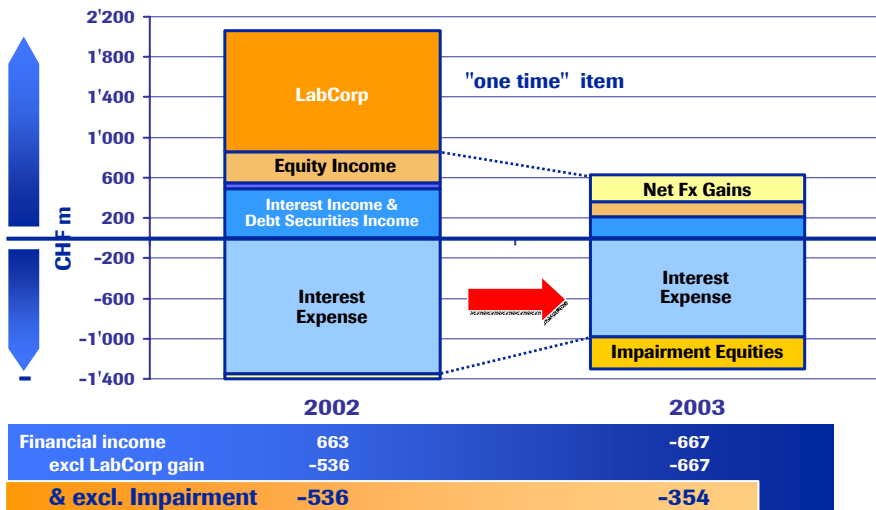 2'200
1'800
1'400
1'000
600
200
-200
-600
-1'000
-1'400
CHF m
-
LabCorp
"one time" item
Equity Income
Net Fx Gains
Interest Income &
Debt Securities Income
Interest
Expense
Interest
Expense
Impairment Equities
2002 2003
Financial income 663 -667
excl LabCorp gain -536 -667
& excl. Impairment -536 -354